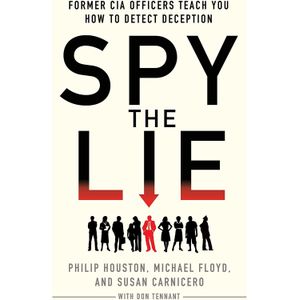 FORMER CIA OFFICERS TEACH YOU
HOW TO DETECT DECEPTION
SPY
THE
LIE
PHILIP HOUSTON, MICHAEL FLOYD,
AND SUSAN CARNICERO
WITH DON TENNANT